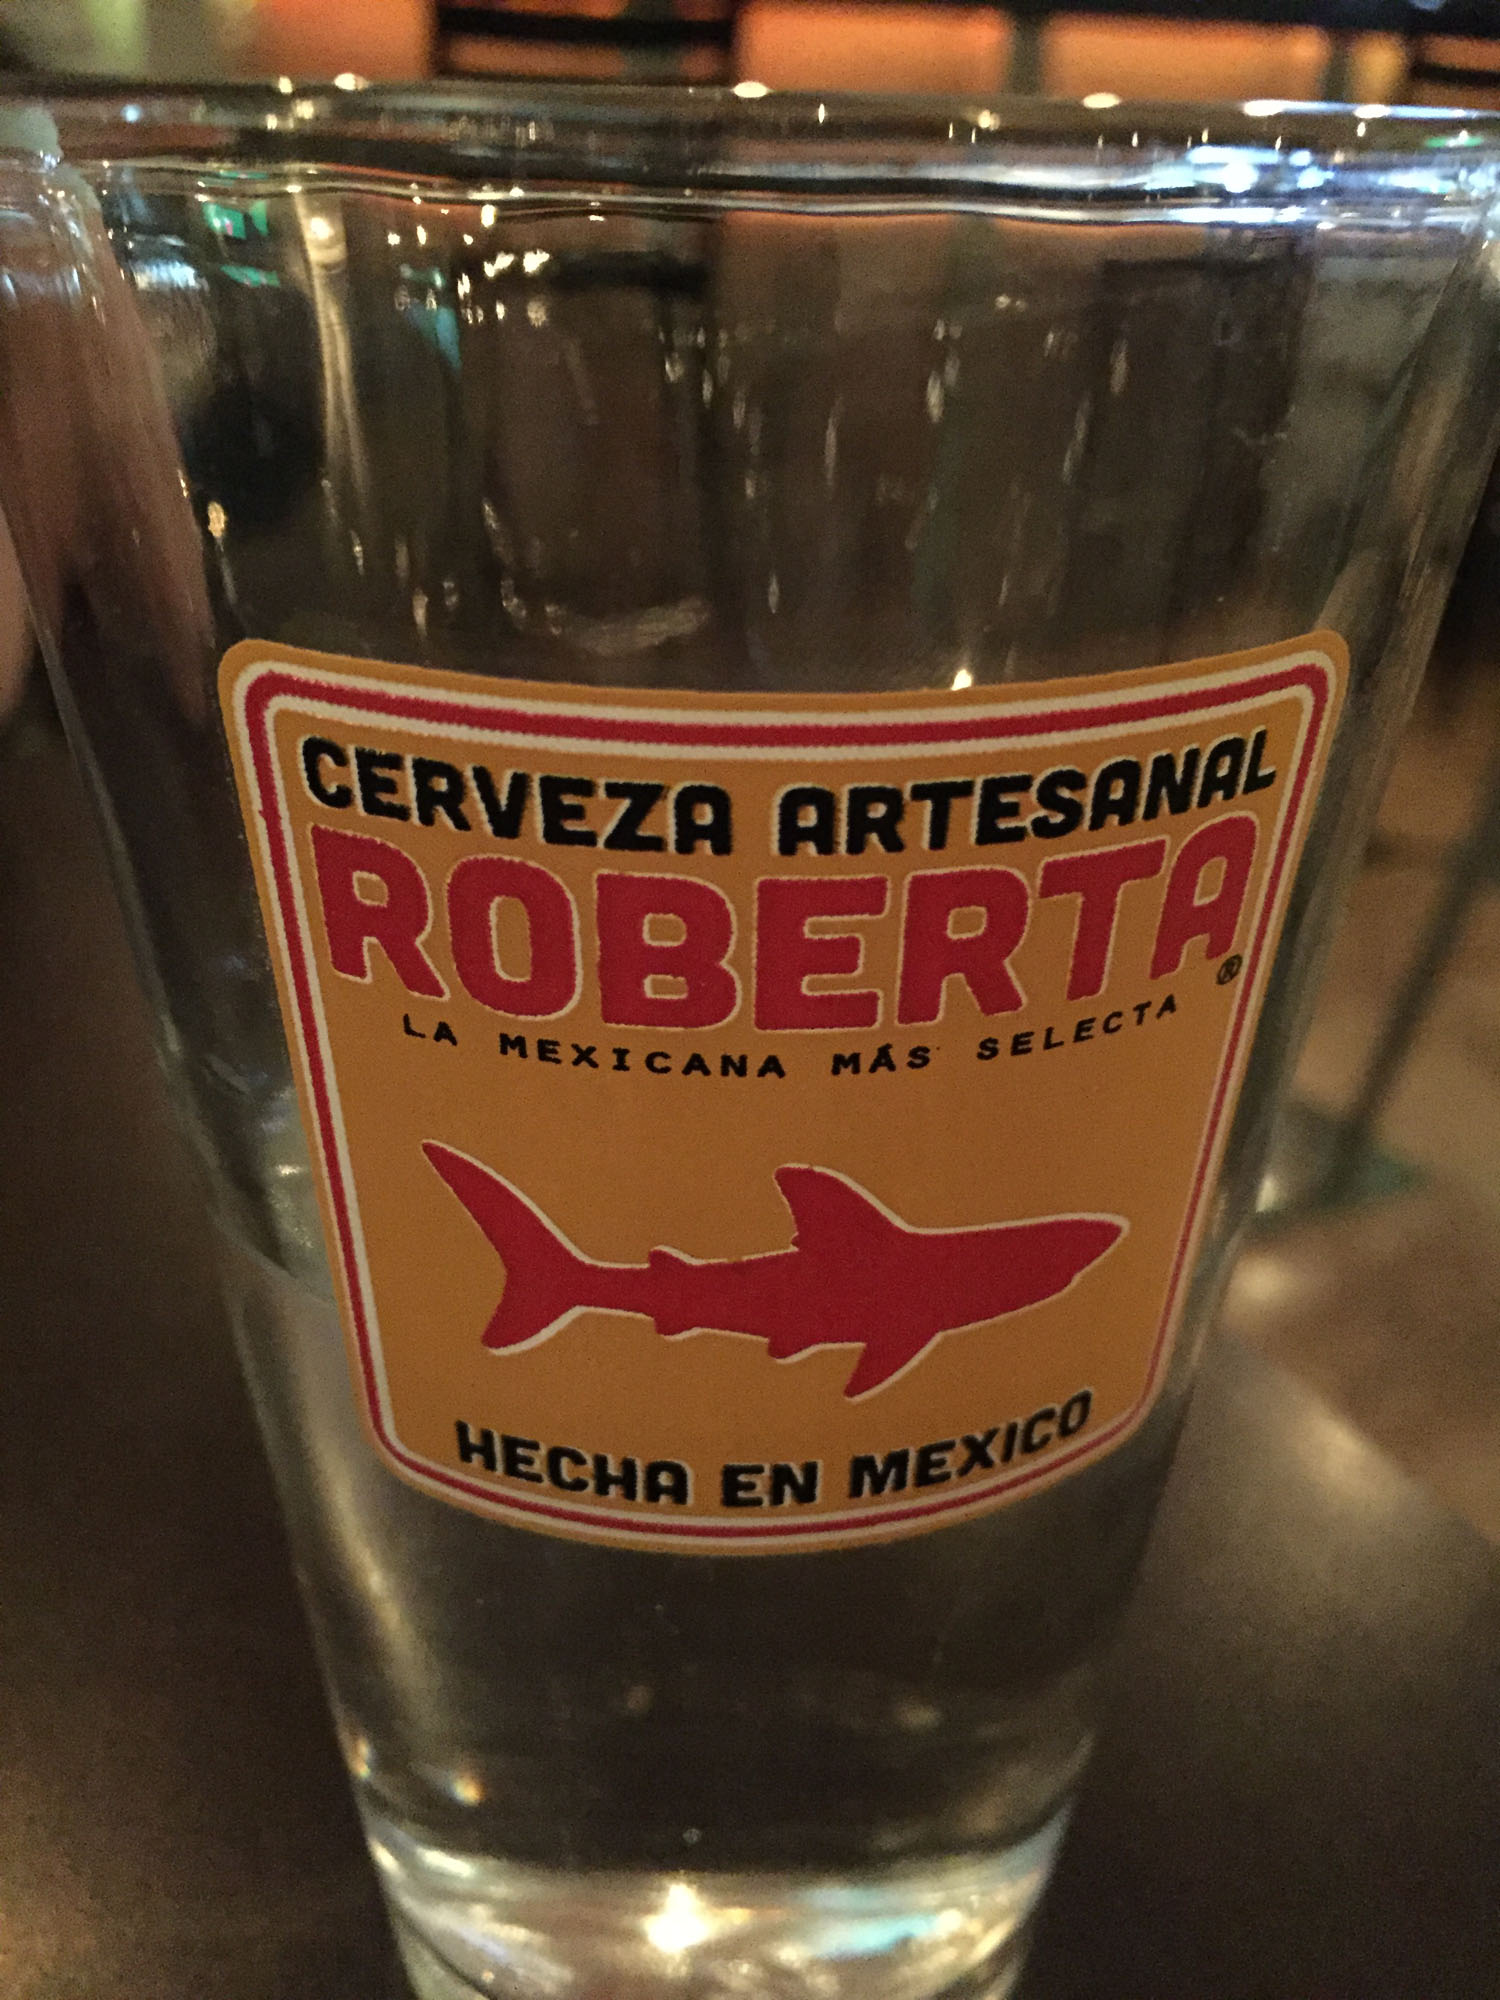 CERVEZA ARTESANAL
ROBERTA®
LA MEXICANA MÁS SELECTA
HECHA EN MEXICO